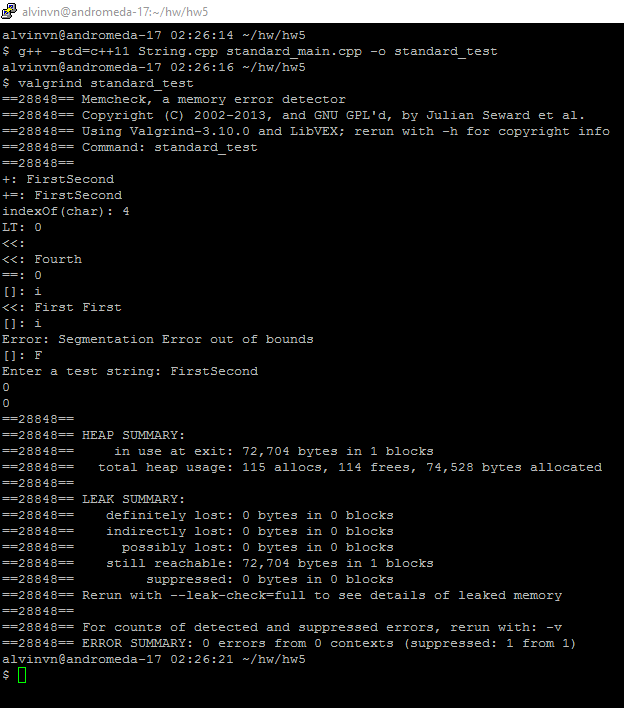 alvinvn@andromeda-17:~/hw/hw5
alvinvn@andromeda-17 02:26:14 ~/hw/hw5
$ g++ -std=c++11 String.cpp standard_main.cpp -o standard_test
alvinvn@andromeda-17 02:26:16 ~/hw/hw5
$ valgrind standard_test
==28848== Memcheck, a memory error detector
==28848== Copyright (C) 2002-2013, and GNU GPL'd, by Julian Seward et al.
==28848== Using Valgrind-3.10.0 and LibVEX; rerun with -h for copyright info
==28848== Command: standard_test
==28848==
+: FirstSecond
+=: FirstSecond
indexOf(char): 4
LT: 0
<<:
<<: Fourth
==: 0
[]: i
<<: First First
[]: i
Error: Segmentation Error out of bounds
[]: F
Enter a test string: FirstSecond
0
0
==28848==
==28848== HEAP SUMMARY:
==28848==     in use at exit: 72,704 bytes in 1 blocks
==28848==   total heap usage: 115 allocs, 114 frees, 74,528 bytes allocated
==28848==
==28848== LEAK SUMMARY:
==28848==    definitely lost: 0 bytes in 0 blocks
==28848==    indirectly lost: 0 bytes in 0 blocks
==28848==      possibly lost: 0 bytes in 0 blocks
==28848==    still reachable: 72,704 bytes in 1 blocks
==28848==         suppressed: 0 bytes in 0 blocks
==28848== Rerun with --leak-check=full to see details of leaked memory
==28848==
==28848== For counts of detected and suppressed errors, rerun with: -v
==28848== ERROR SUMMARY: 0 errors from 0 contexts (suppressed: 1 from 1)
alvinvn@andromeda-17 02:26:21 ~/hw/hw5
$